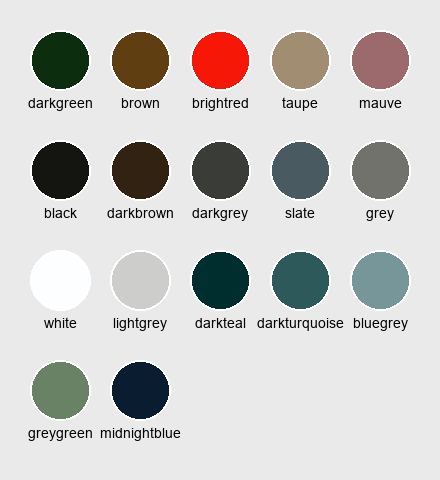 darkgreen brown brightred taupe mauve
black darkbrown darkgrey slate grey
white lightgrey darkteal darkturquoise bluegrey
greygreen midnightblue